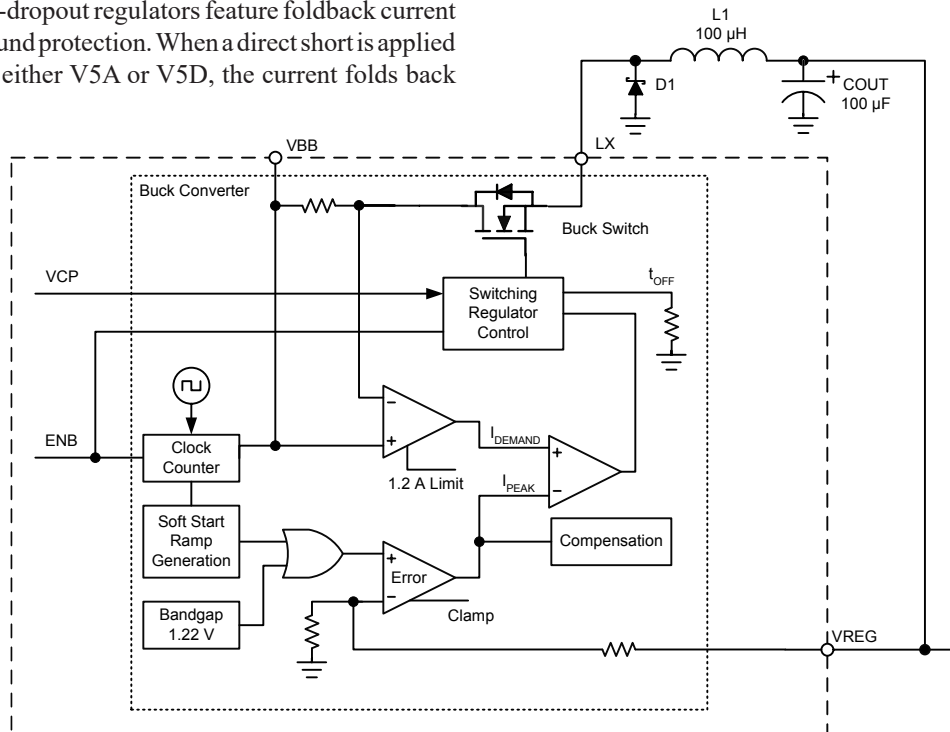 -dropout regulators feature foldback current
und protection. When a direct short is applied
either V5A or V5D, the current folds back
L1
100 µH
D1
+
COUT
100 µF
VBB
LX
Buck Converter
Buck Switch
VCP
tOFF
Switching
Regulator
Control
ENB
Clock
Counter
−
+
IDEMAND
1.2 A Limit
+
−
IPEAK
Soft Start
Ramp
Generation
Compensation
+
Error
−
Clamp
Bandgap
1.22 V
VREG